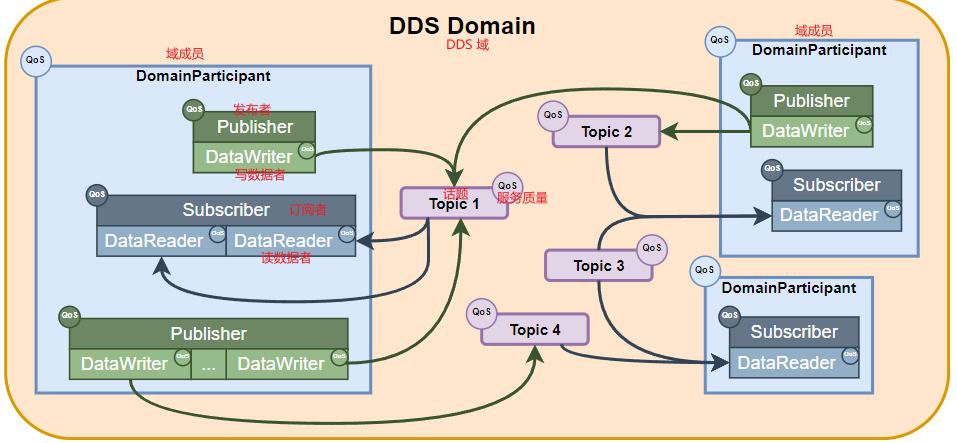 DDS Domain
DDS 域
域成员
QoS
DomainParticipant
QoS
发布者
Publisher
DataWriter QoS
写数据者
QoS
Subscriber 订阅者
DataReader QoS DataReader QoS
读数据者
QoS
Publisher
DataWriter QoS ... DataWriter QoS
QoS
话题
Topic 1
服务质量
QoS
Topic 2
QoS
Topic 3
QoS
Topic 4
域成员
QoS
DomainParticipant
QoS
Publisher
DataWriter QoS
QoS
Subscriber
DataReader QoS
QoS
DomainParticipant
QoS
Subscriber
DataReader QoS